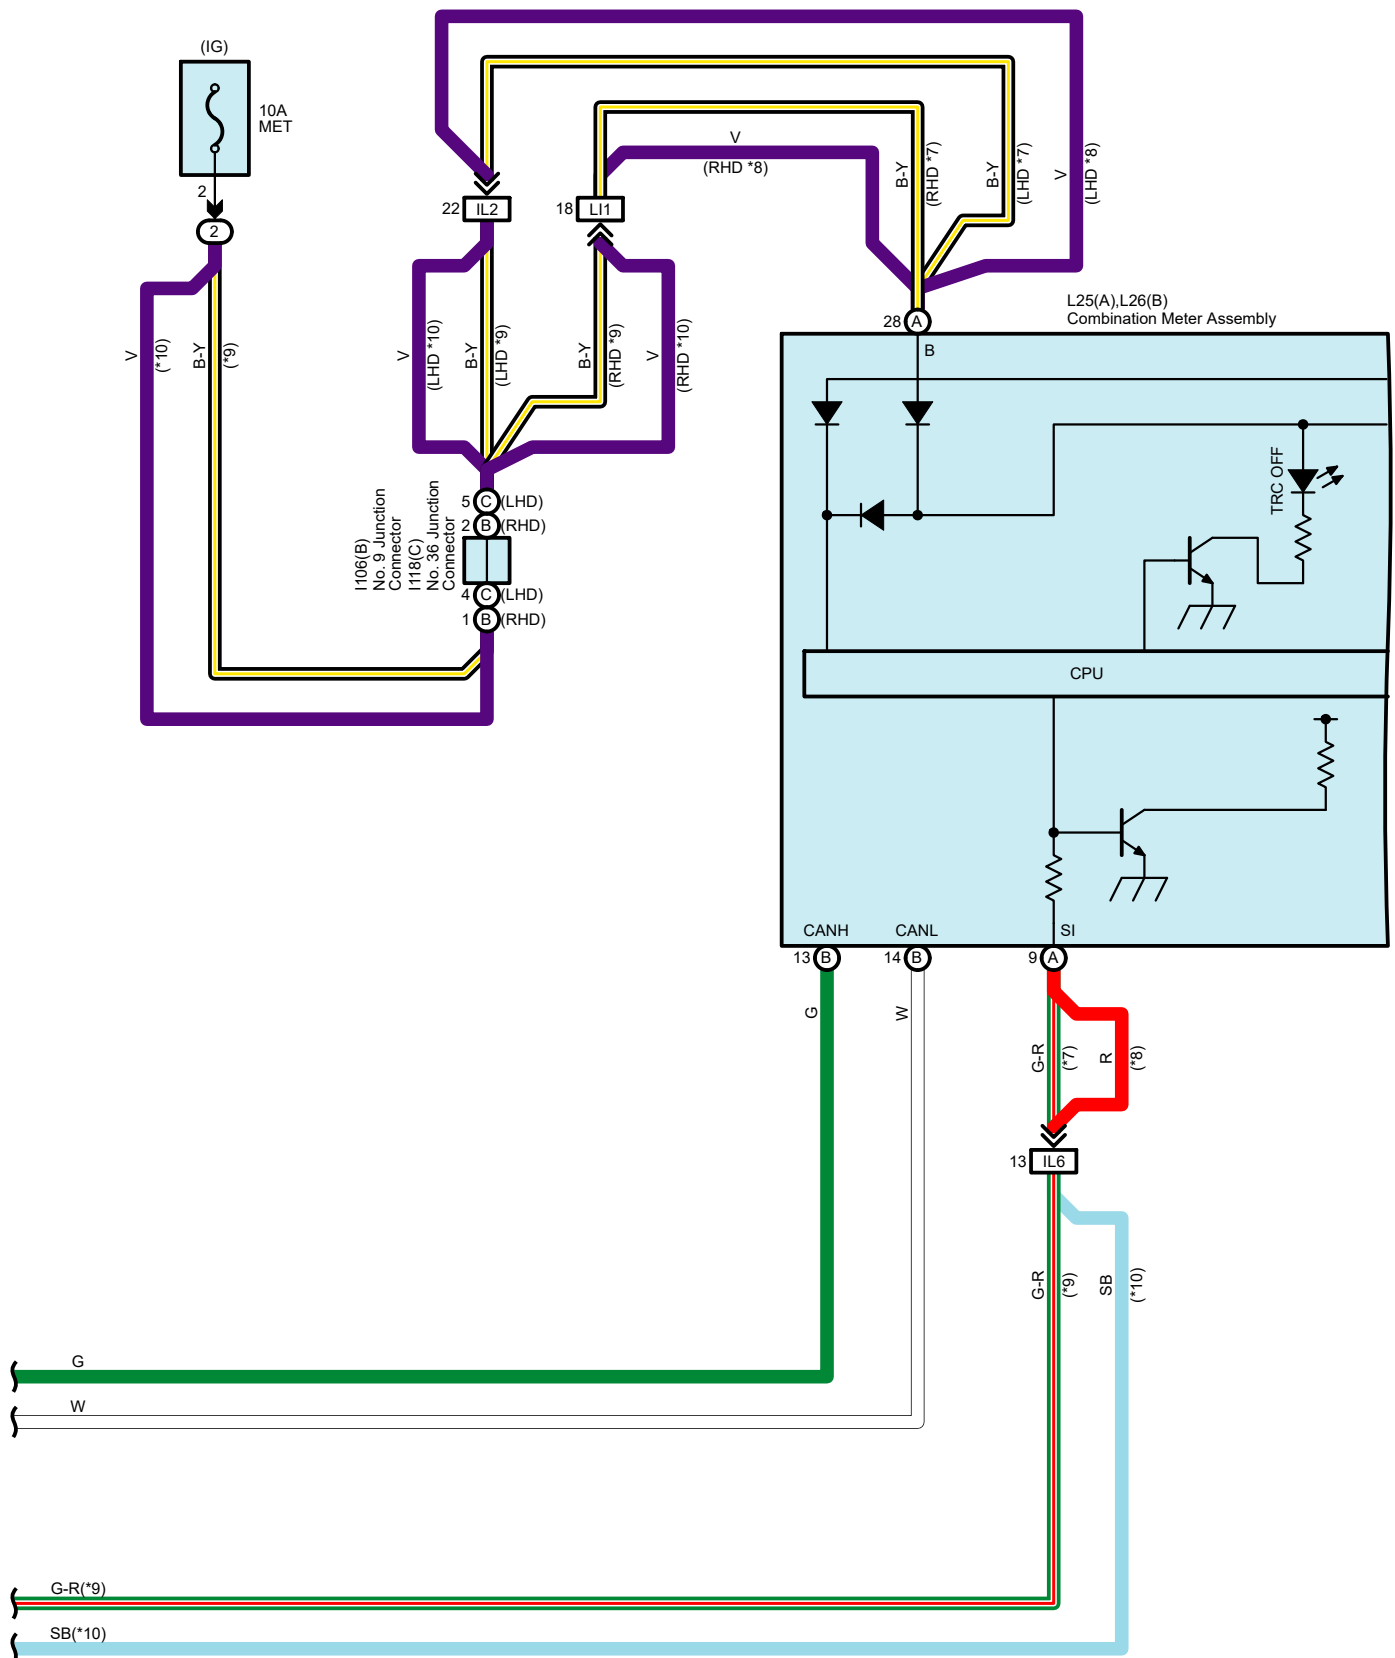 (IG)
10A
MET
2
2
V
(*10)
B-Y
(*9)
22
IL2
18
LI1
V
(RHD *8)
B-Y
(RHD *7)
B-Y
(LHD *7)
V
(LHD *8)
V
(LHD *10)
B-Y
(LHD *9)
B-Y
(RHD *9)
V
(RHD *10)
28
A
L25(A),L26(B)
Combination Meter Assembly
B
TRC OFF
CPU
I106(B)
No. 9 Junction
Connector
I118(C)
No. 36 Junction
Connector
5
C
(LHD)
2
B
(RHD)
4
C
(LHD)
1
B
(RHD)
CANH
CANL
SI
13
B
14
B
9
A
G
W
G-R
(*7)
R
(*8)
13
IL6
G-R
(*9)
SB
(*10)
G
W
G-R(*9)
SB(*10)